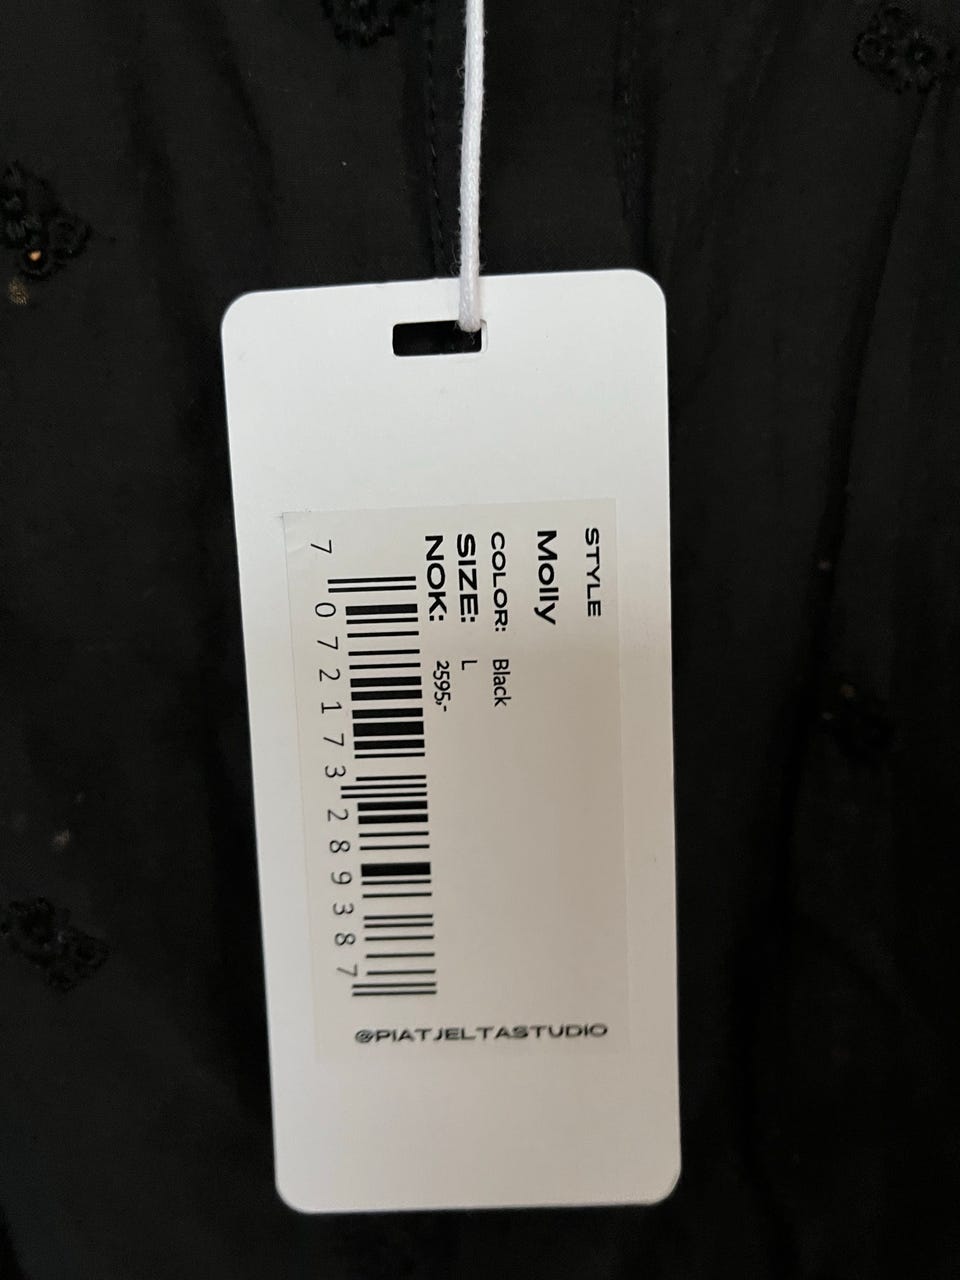 STYLE
Molly
COLOR: Black
SIZE: L
NOK: 2595,-
7 072173 289387
@PIATJELTASTUDIO